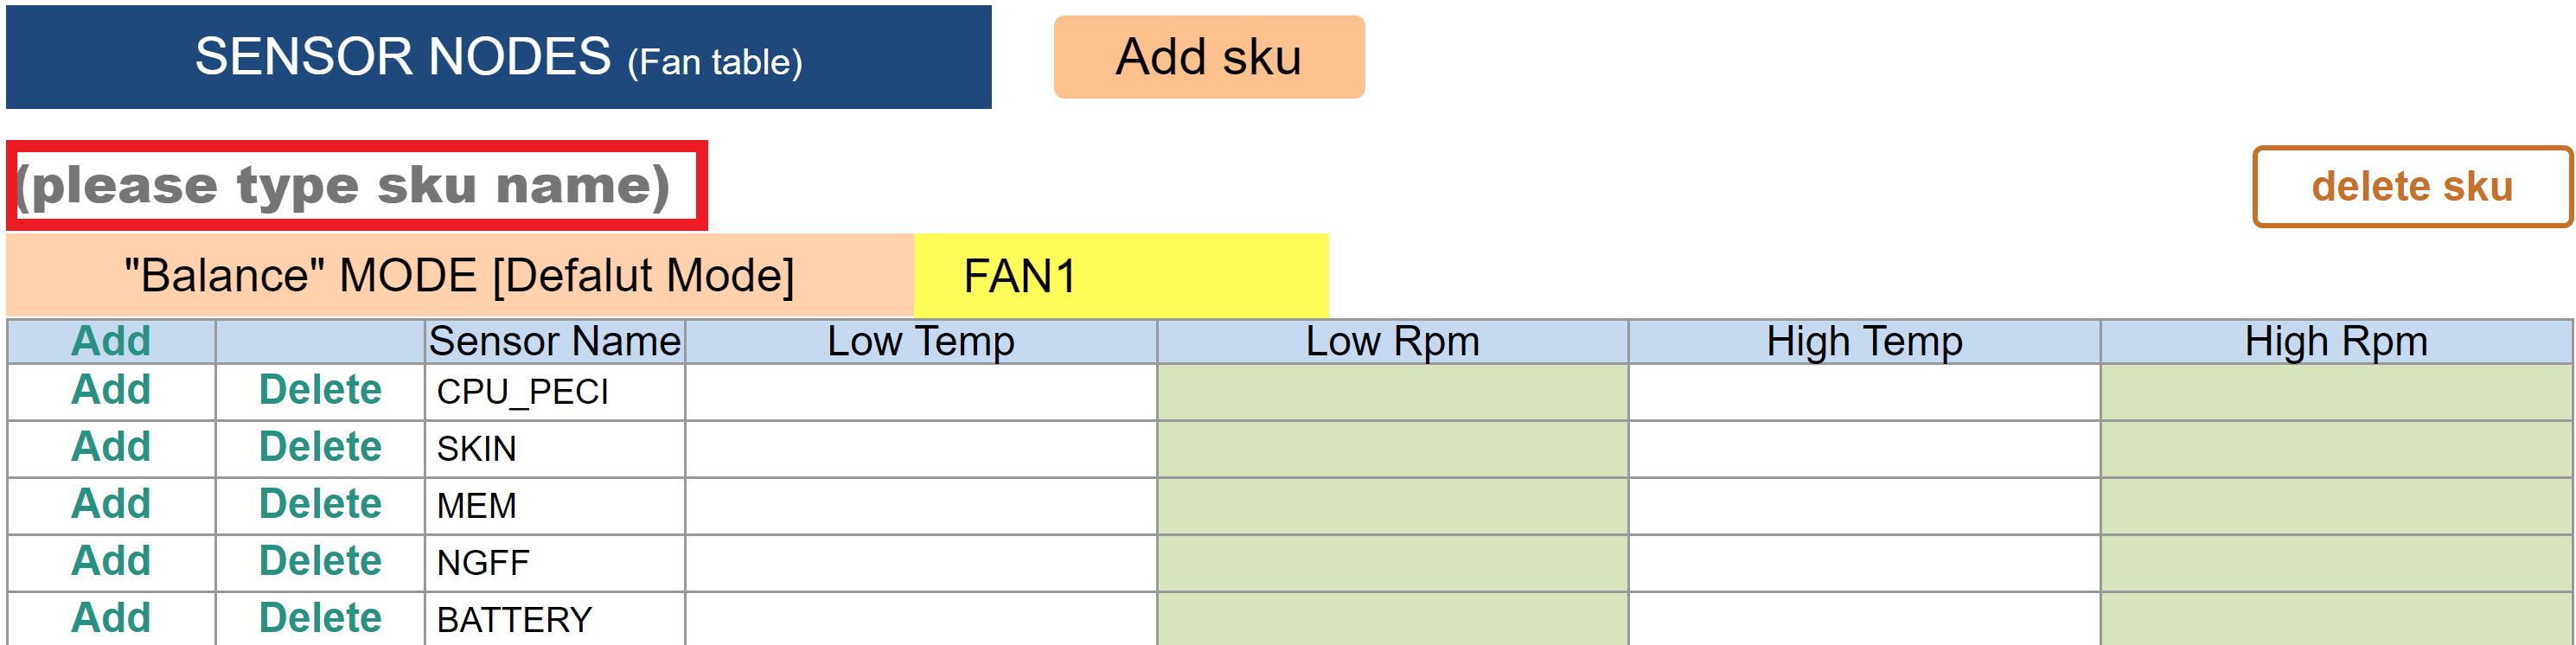 SENSOR NODES (Fan table) Add sku
(please type sku name) delete sku
"Balance" MODE [Defalut Mode] FAN1
Add Sensor Name Low Temp Low Rpm High Temp High Rpm
Add Delete CPU_PECI
Add Delete SKIN
Add Delete MEM
Add Delete NGFF
Add Delete BATTERY